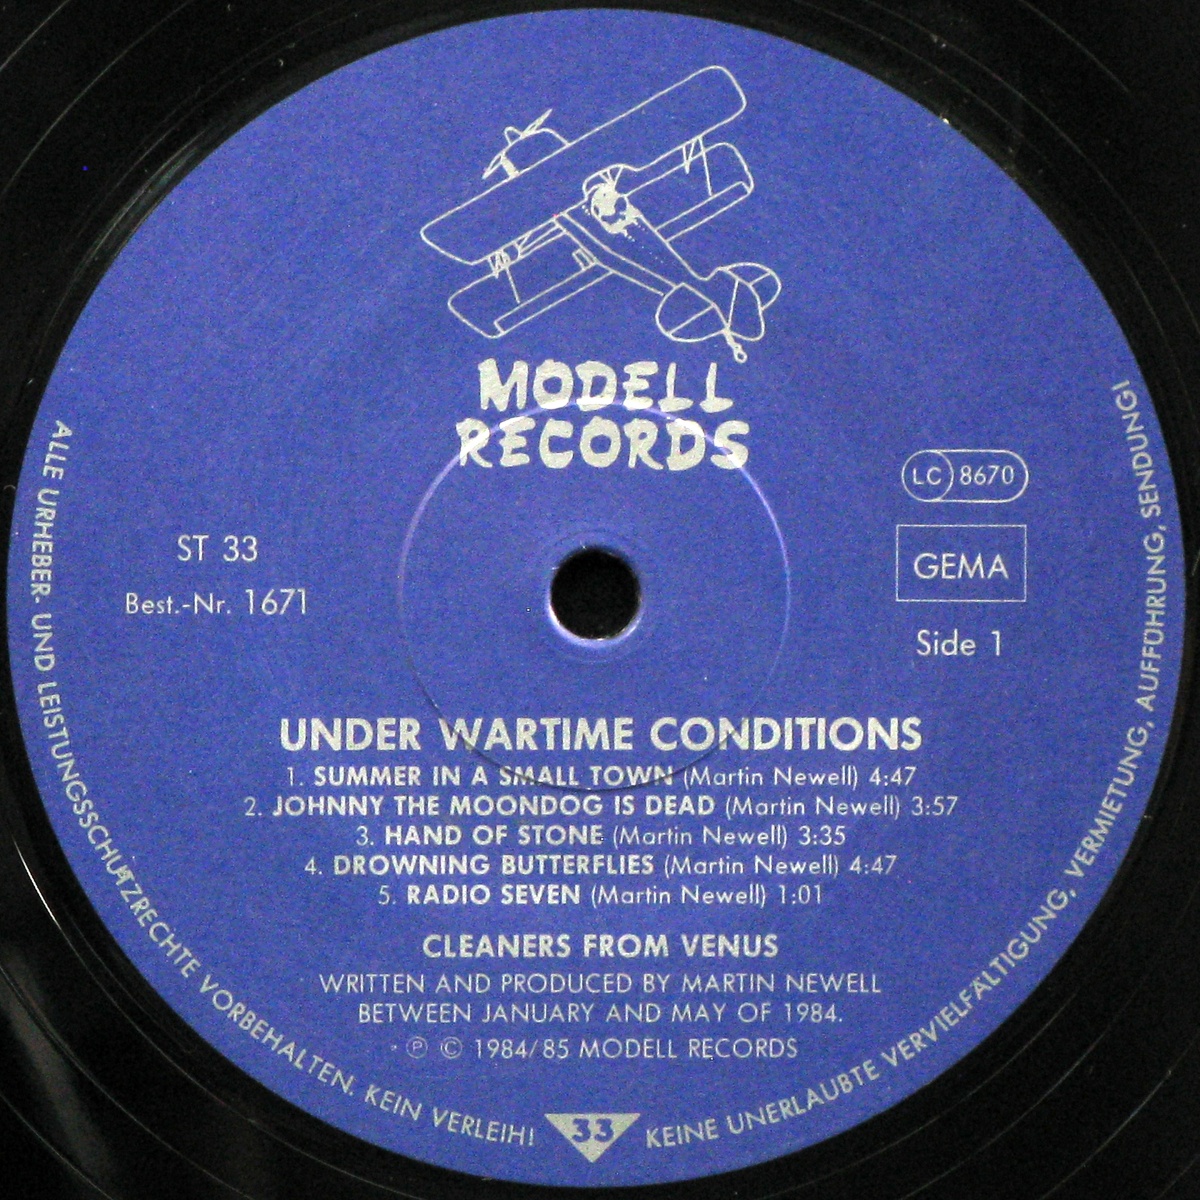 MODELL
RECORDS
LC 8670
GEMA
Side 1
ST 33
Best.-Nr. 1671
UNDER WARTIME CONDITIONS
1. SUMMER IN A SMALL TOWN (Martin Newell) 4:47
2. JOHNNY THE MOONDOG IS DEAD (Martin Newell) 3:57
3. HAND OF STONE (Martin Newell) 3:35
4. DROWNING BUTTERFLIES (Martin Newell) 4:47
5. RADIO SEVEN (Martin Newell) 1:01
CLEANERS FROM VENUS
WRITTEN AND PRODUCED BY MARTIN NEWELL
BETWEEN JANUARY AND MAY OF 1984.
℗ © 1984/85 MODELL RECORDS
ALLE URHEBER- UND LEISTUNGSSCHUTZRECHTE VORBEHALTEN. KEIN VERLEIH!
33
KEINE UNERLAUBTE VERVIELFÄLTIGUNG, VERMIETUNG, AUFFÜHRUNG, SENDUNG!